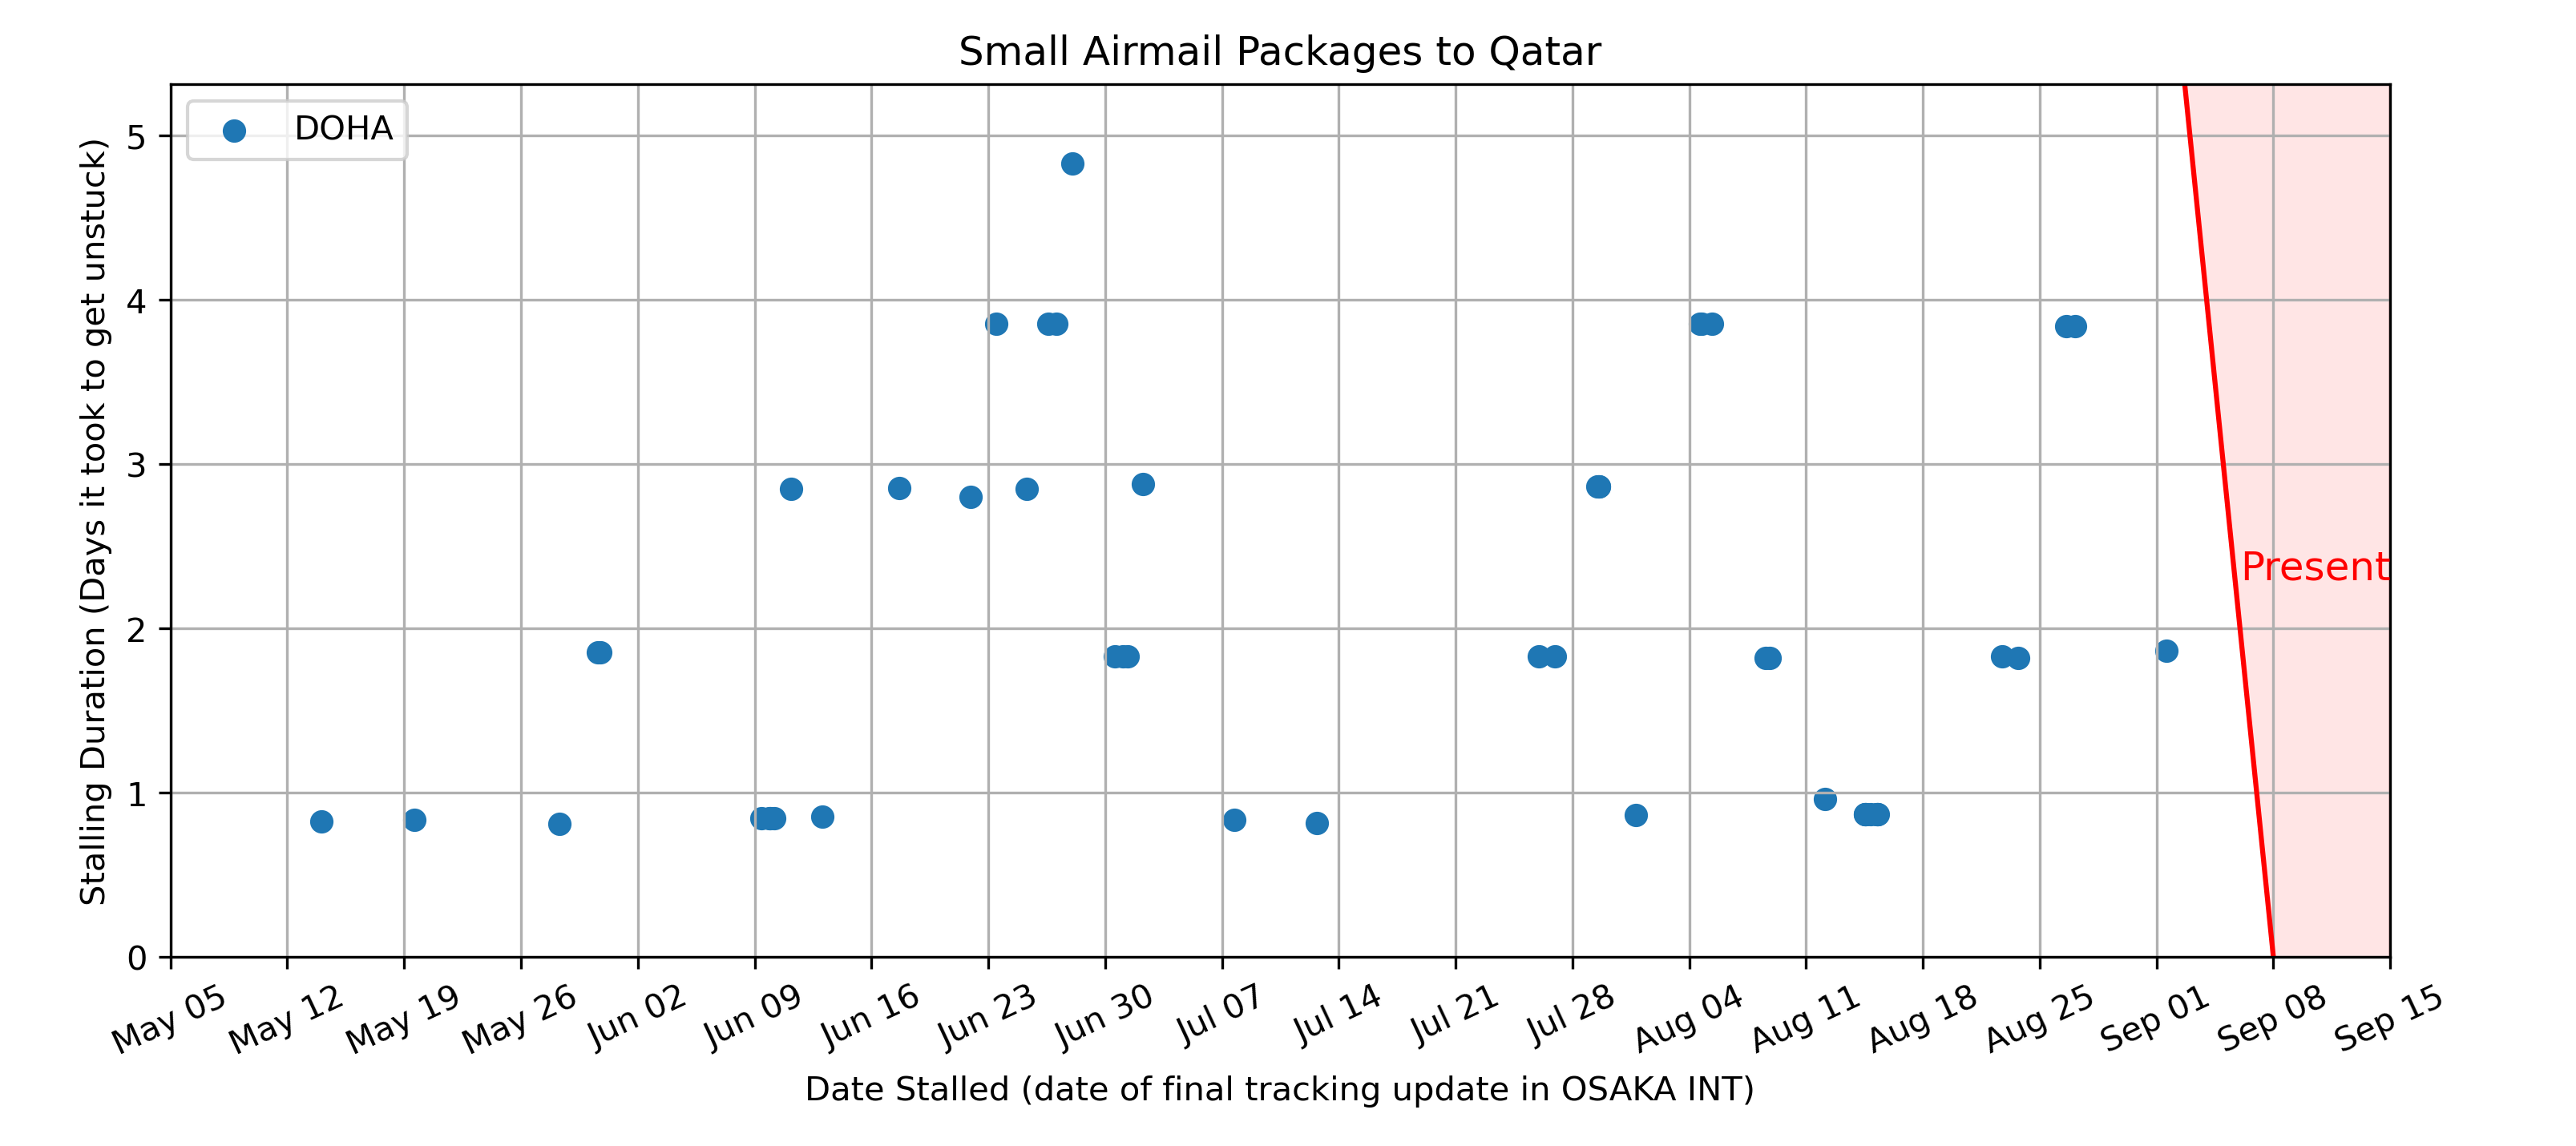 Small Airmail Packages to Qatar
DOHA
Stalling Duration (Days it took to get unstuck)
5
4
3
2
1
0
Present
May 05
May 12
May 19
May 26
Jun 02
Jun 09
Jun 16
Jun 23
Jun 30
Jul 07
Jul 14
Jul 21
Jul 28
Aug 04
Aug 11
Aug 18
Aug 25
Sep 01
Sep 08
Sep 15
Date Stalled (date of final tracking update in OSAKA INT)